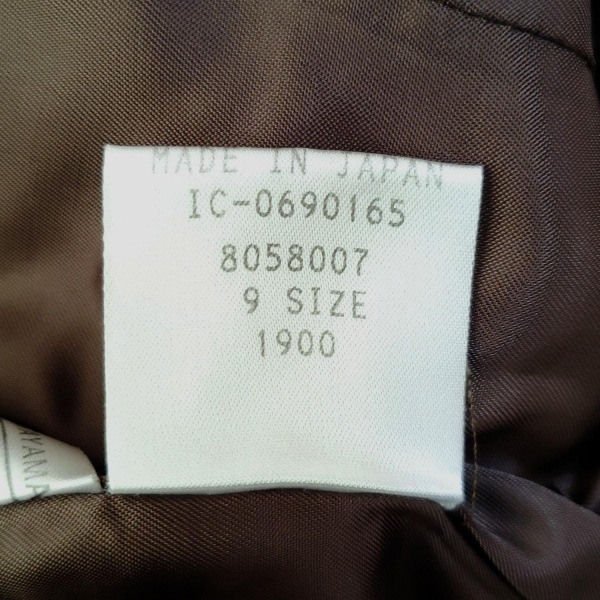 MADE IN JAPAN
IC-0690165
8058007
9 SIZE
1900